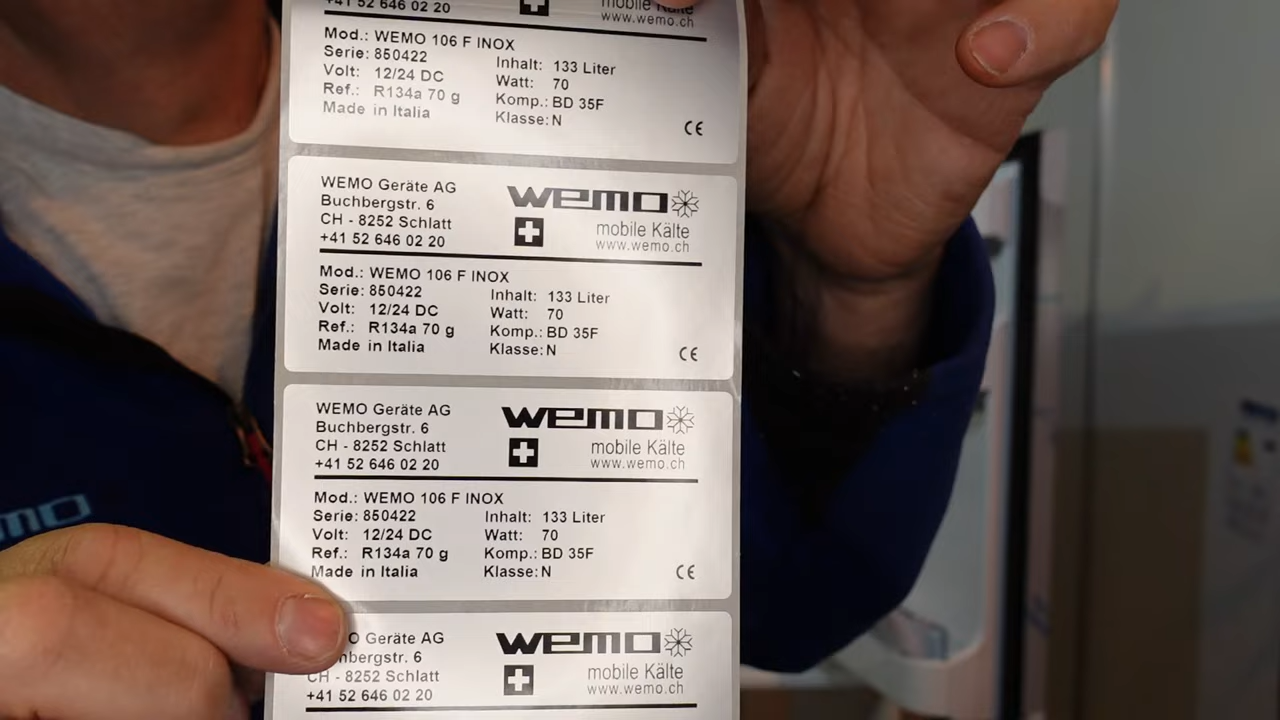 +41 52 646 02 20
mobile Kälte
www.wemo.ch
Mod.: WEMO 106 F INOX
Serie: 850422
Volt: 12/24 DC
Ref.: R134a 70 g
Made in Italia
Inhalt: 133 Liter
Watt: 70
Komp.: BD 35F
Klasse: N
CE
WEMO Geräte AG
Buchbergstr. 6
CH - 8252 Schlatt
+41 52 646 02 20
wemo
mobile Kälte
www.wemo.ch
Mod.: WEMO 106 F INOX
Serie: 850422
Volt: 12/24 DC
Ref.: R134a 70 g
Made in Italia
Inhalt: 133 Liter
Watt: 70
Komp.: BD 35F
Klasse: N
CE
WEMO Geräte AG
Buchbergstr. 6
CH - 8252 Schlatt
+41 52 646 02 20
wemo
mobile Kälte
www.wemo.ch
Mod.: WEMO 106 F INOX
Serie: 850422
Volt: 12/24 DC
Ref.: R134a 70 g
Made in Italia
Inhalt: 133 Liter
Watt: 70
Komp.: BD 35F
Klasse: N
CE
O Geräte AG
hbergstr. 6
CH - 8252 Schlatt
+41 52 646 02 20
wemo
mobile Kälte
www.wemo.ch
mo